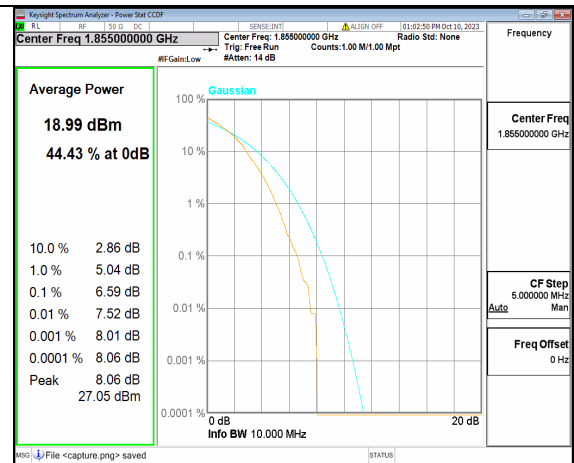 Keysight Spectrum Analyzer - Power Stat CCDF
RL RF 50 Ω DC SENSE:INT ALIGN OFF 01:02:50 PM Oct 10, 2023
Center Freq 1.855000000 GHz
Center Freq: 1.855000000 GHz Radio Std: None
Trig: Free Run Counts:1.00 M/1.00 Mpt
#IFGain:Low #Atten: 14 dB
Frequency
Average Power
18.99 dBm
44.43 % at 0dB
10.0 % 2.86 dB
1.0 % 5.04 dB
0.1 % 6.59 dB
0.01 % 7.52 dB
0.001 % 8.01 dB
0.0001 % 8.06 dB
Peak 8.06 dB
27.05 dBm
Gaussian
100 %
10 %
1 %
0.1 %
0.01 %
0.001 %
0.0001 %
0 dB 20 dB
Info BW 10.000 MHz
Center Freq
1.855000000 GHz
CF Step
5.000000 MHz
Auto Man
Freq Offset
0 Hz
MSG File <capture.png> saved STATUS